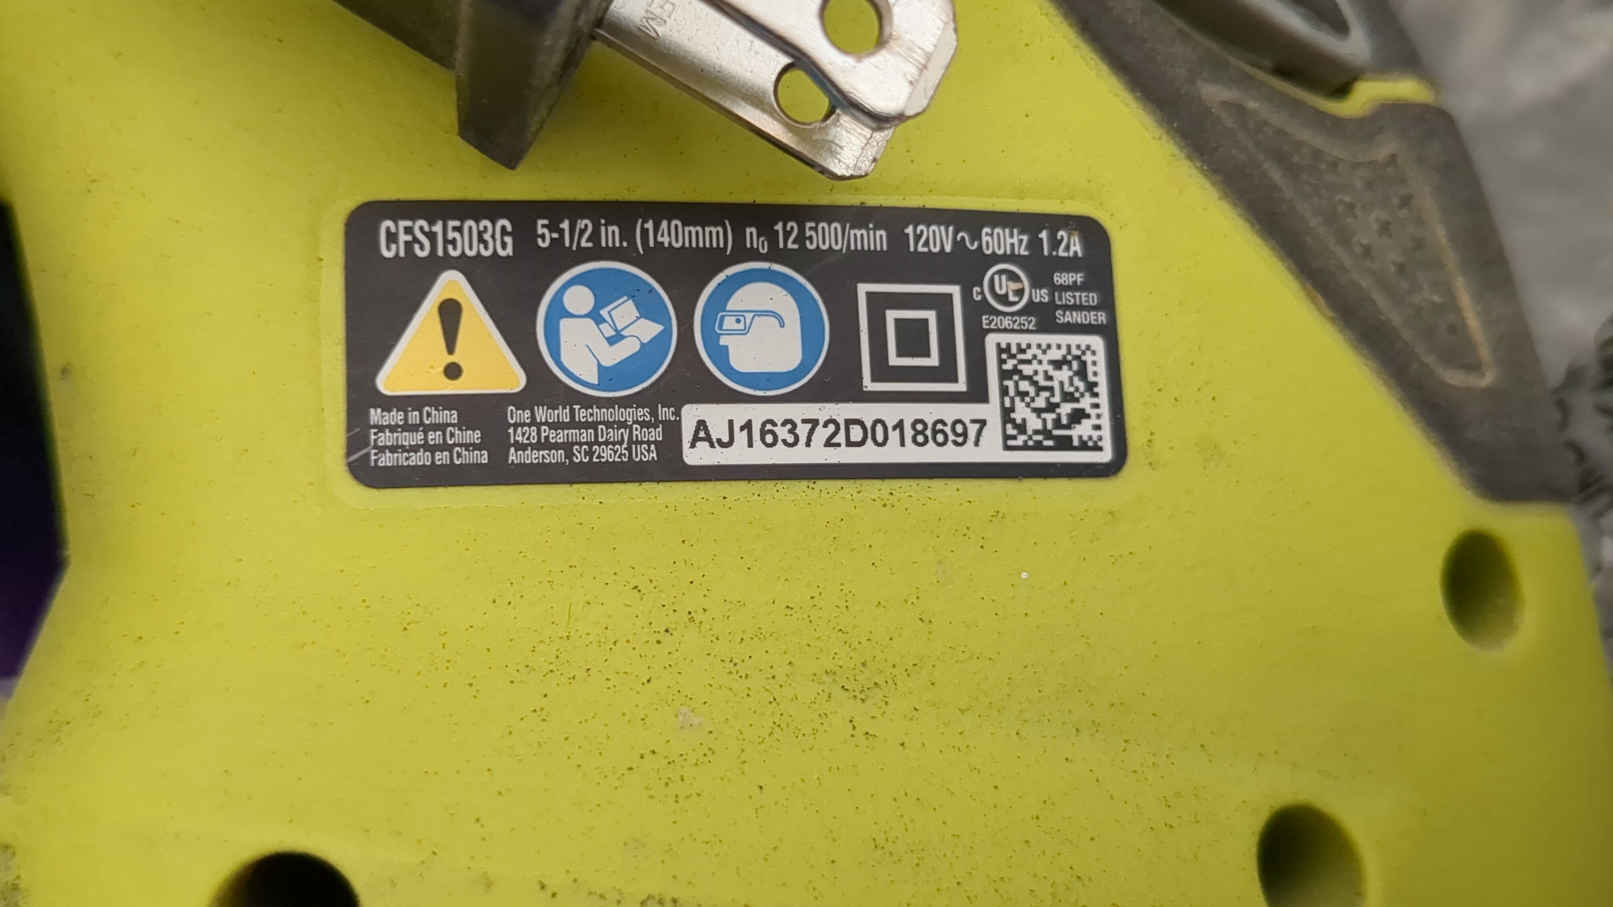 EM
CFS1503G 5-1/2 in. (140mm) n₀ 12 500/min 120V~60Hz 1.2A
C UL US
68PF
LISTED
SANDER
E206252
Made in China
Fabriqué en Chine
Fabricado en China
One World Technologies, Inc.
1428 Pearman Dairy Road
Anderson, SC 29625 USA
AJ16372D018697